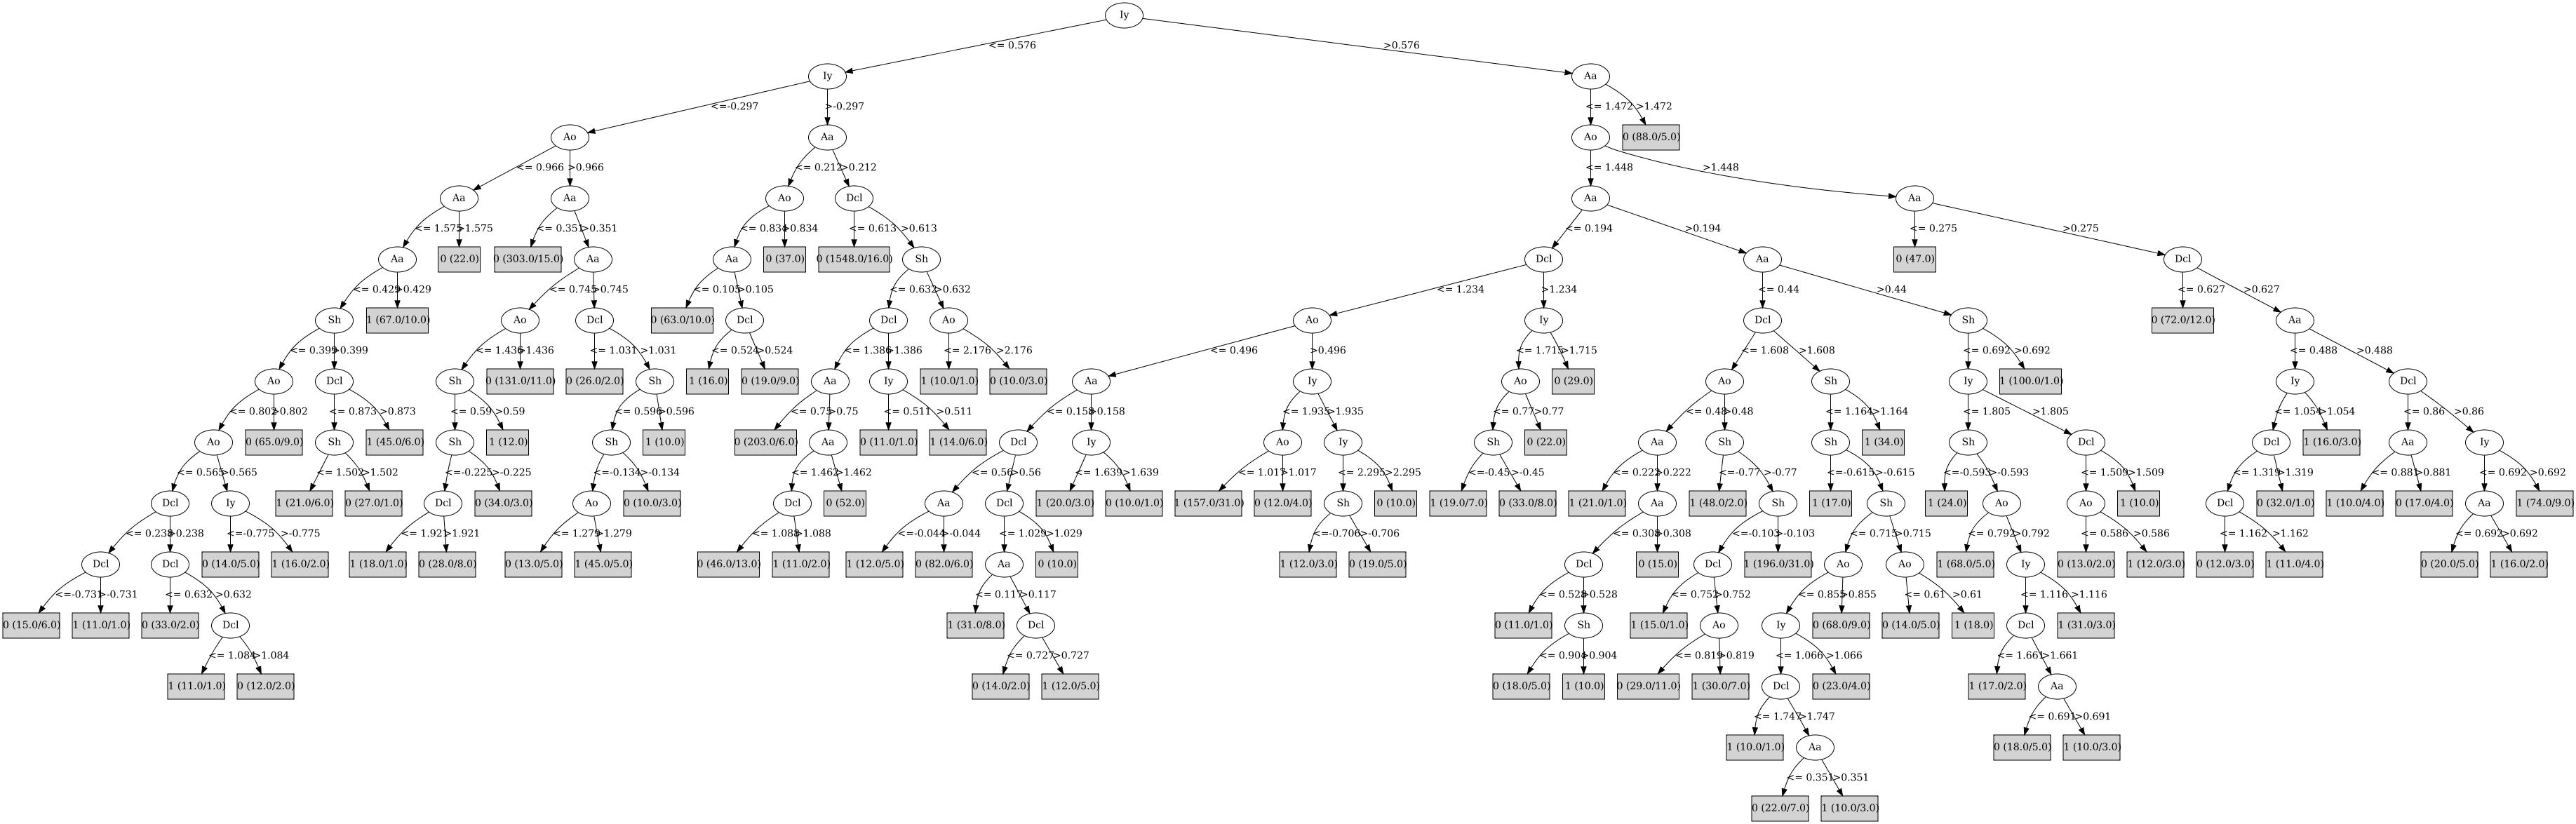 Iy
<= 0.576 >0.576
Iy Aa
<=-0.297 >-0.297 <= 1.472 >1.472
Ao Aa Ao 0 (88.0/5.0)
<= 0.966 >0.966 <= 0.212 >0.212 <= 1.448 >1.448
Aa Aa Ao Dcl Aa Aa
<= 1.575 >1.575 <= 0.351 >0.351 <= 0.834 >0.834 <= 0.613 >0.613 <= 0.194 >0.194 <= 0.275 >0.275
Aa 0 (22.0) 0 (303.0/15.0) Aa Aa 0 (37.0) 0 (1548.0/16.0) Sh Dcl Aa 0 (47.0) Dcl
<= 0.429 >0.429 <= 0.745 >0.745 <= 0.105 >0.105 <= 0.632 >0.632 <= 1.234 >1.234 <= 0.44 >0.44 <= 0.627 >0.627
Sh 1 (67.0/10.0) Ao Dcl 0 (63.0/10.0) Dcl Dcl Ao Ao Iy Dcl Sh 0 (72.0/12.0) Aa
<= 0.399 >0.399 <= 1.436 >1.436 <= 1.031 >1.031 <= 0.524 >0.524 <= 1.386 >1.386 <= 2.176 >2.176 <= 0.496 >0.496 <= 1.715 >1.715 <= 1.608 >1.608 <= 0.692 >0.692 <= 0.488 >0.488
Ao Dcl Sh 0 (131.0/11.0) 0 (26.0/2.0) Sh 1 (16.0) 0 (19.0/9.0) Aa Iy 1 (10.0/1.0) 0 (10.0/3.0) Aa Iy Ao 0 (29.0) Ao Sh Iy 1 (100.0/1.0) Iy Dcl
<= 0.802 >0.802 <= 0.873 >0.873 <= 0.59 >0.59 <= 0.596 >0.596 <= 0.75 >0.75 <= 0.511 >0.511 <= 0.158 >0.158 <= 1.935 >1.935 <= 0.77 >0.77 <= 0.48 >0.48 <= 1.164 >1.164 <= 1.805 >1.805 <= 1.054 >1.054 <= 0.86 >0.86
Ao 0 (65.0/9.0) Sh 1 (45.0/6.0) Sh 1 (12.0) Sh 1 (10.0) 0 (203.0/6.0) Aa 0 (11.0/1.0) 1 (14.0/6.0) Dcl Iy Ao Iy Sh 0 (22.0) Aa Sh Sh 1 (34.0) Sh Dcl Dcl 1 (16.0/3.0) Aa Iy
<= 0.565 >0.565 <= 1.502 >1.502 <=-0.225 >-0.225 <=-0.134 >-0.134 <= 1.462 >1.462 <= 0.56 >0.56 <= 1.639 >1.639 <= 1.017 >1.017 <= 2.295 >2.295 <=-0.45 >-0.45 <= 0.222 >0.222 <=-0.77 >-0.77 <=-0.615 >-0.615 <=-0.593 >-0.593 <= 1.509 >1.509 <= 1.319 >1.319 <= 0.881 >0.881 <= 0.692 >0.692
Dcl Iy 1 (21.0/6.0) 0 (27.0/1.0) Dcl 0 (34.0/3.0) Ao 0 (10.0/3.0) Dcl 0 (52.0) Aa Dcl 1 (20.0/3.0) 0 (10.0/1.0) 1 (157.0/31.0) 0 (12.0/4.0) Sh 0 (10.0) 1 (19.0/7.0) 0 (33.0/8.0) 1 (21.0/1.0) Aa 1 (48.0/2.0) Sh 1 (17.0) Sh 1 (24.0) Ao Ao 1 (10.0) Dcl 0 (32.0/1.0) 1 (10.0/4.0) 0 (17.0/4.0) Aa 1 (74.0/9.0)
<= 0.238 >0.238 <=-0.775 >-0.775 <= 1.921 >1.921 <= 1.279 >1.279 <= 1.088 >1.088 <=-0.044 >-0.044 <= 1.029 >1.029 <=-0.706 >-0.706 <= 0.308 >0.308 <=-0.103 >-0.103 <= 0.715 >0.715 <= 0.792 >0.792 <= 0.586 >0.586 <= 1.162 >1.162 <= 0.692 >0.692
Dcl Dcl 0 (14.0/5.0) 1 (16.0/2.0) 1 (18.0/1.0) 0 (28.0/8.0) 0 (13.0/5.0) 1 (45.0/5.0) 0 (46.0/13.0) 1 (11.0/2.0) 1 (12.0/5.0) 0 (82.0/6.0) Aa 0 (10.0) 1 (12.0/3.0) 0 (19.0/5.0) Dcl 0 (15.0) Dcl 1 (196.0/31.0) Ao Ao 1 (68.0/5.0) Iy 0 (13.0/2.0) 1 (12.0/3.0) 0 (12.0/3.0) 1 (11.0/4.0) 0 (20.0/5.0) 1 (16.0/2.0)
<=-0.731 >-0.731 <= 0.632 >0.632 <= 0.117 >0.117 <= 0.528 >0.528 <= 0.752 >0.752 <= 0.855 >0.855 <= 0.61 >0.61 <= 1.116 >1.116
0 (15.0/6.0) 1 (11.0/1.0) 0 (33.0/2.0) Dcl 1 (31.0/8.0) Dcl 0 (11.0/1.0) Sh 1 (15.0/1.0) Ao Iy 0 (68.0/9.0) 0 (14.0/5.0) 1 (18.0) Dcl 1 (31.0/3.0)
<= 1.084 >1.084 <= 0.727 >0.727 <= 0.904 >0.904 <= 0.819 >0.819 <= 1.066 >1.066 <= 1.661 >1.661
1 (11.0/1.0) 0 (12.0/2.0) 0 (14.0/2.0) 1 (12.0/5.0) 0 (18.0/5.0) 1 (10.0) 0 (29.0/11.0) 1 (30.0/7.0) Dcl 0 (23.0/4.0) 1 (17.0/2.0) Aa
<= 1.747 >1.747 <= 0.691 >0.691
1 (10.0/1.0) Aa 0 (18.0/5.0) 1 (10.0/3.0)
<= 0.351 >0.351
0 (22.0/7.0) 1 (10.0/3.0)